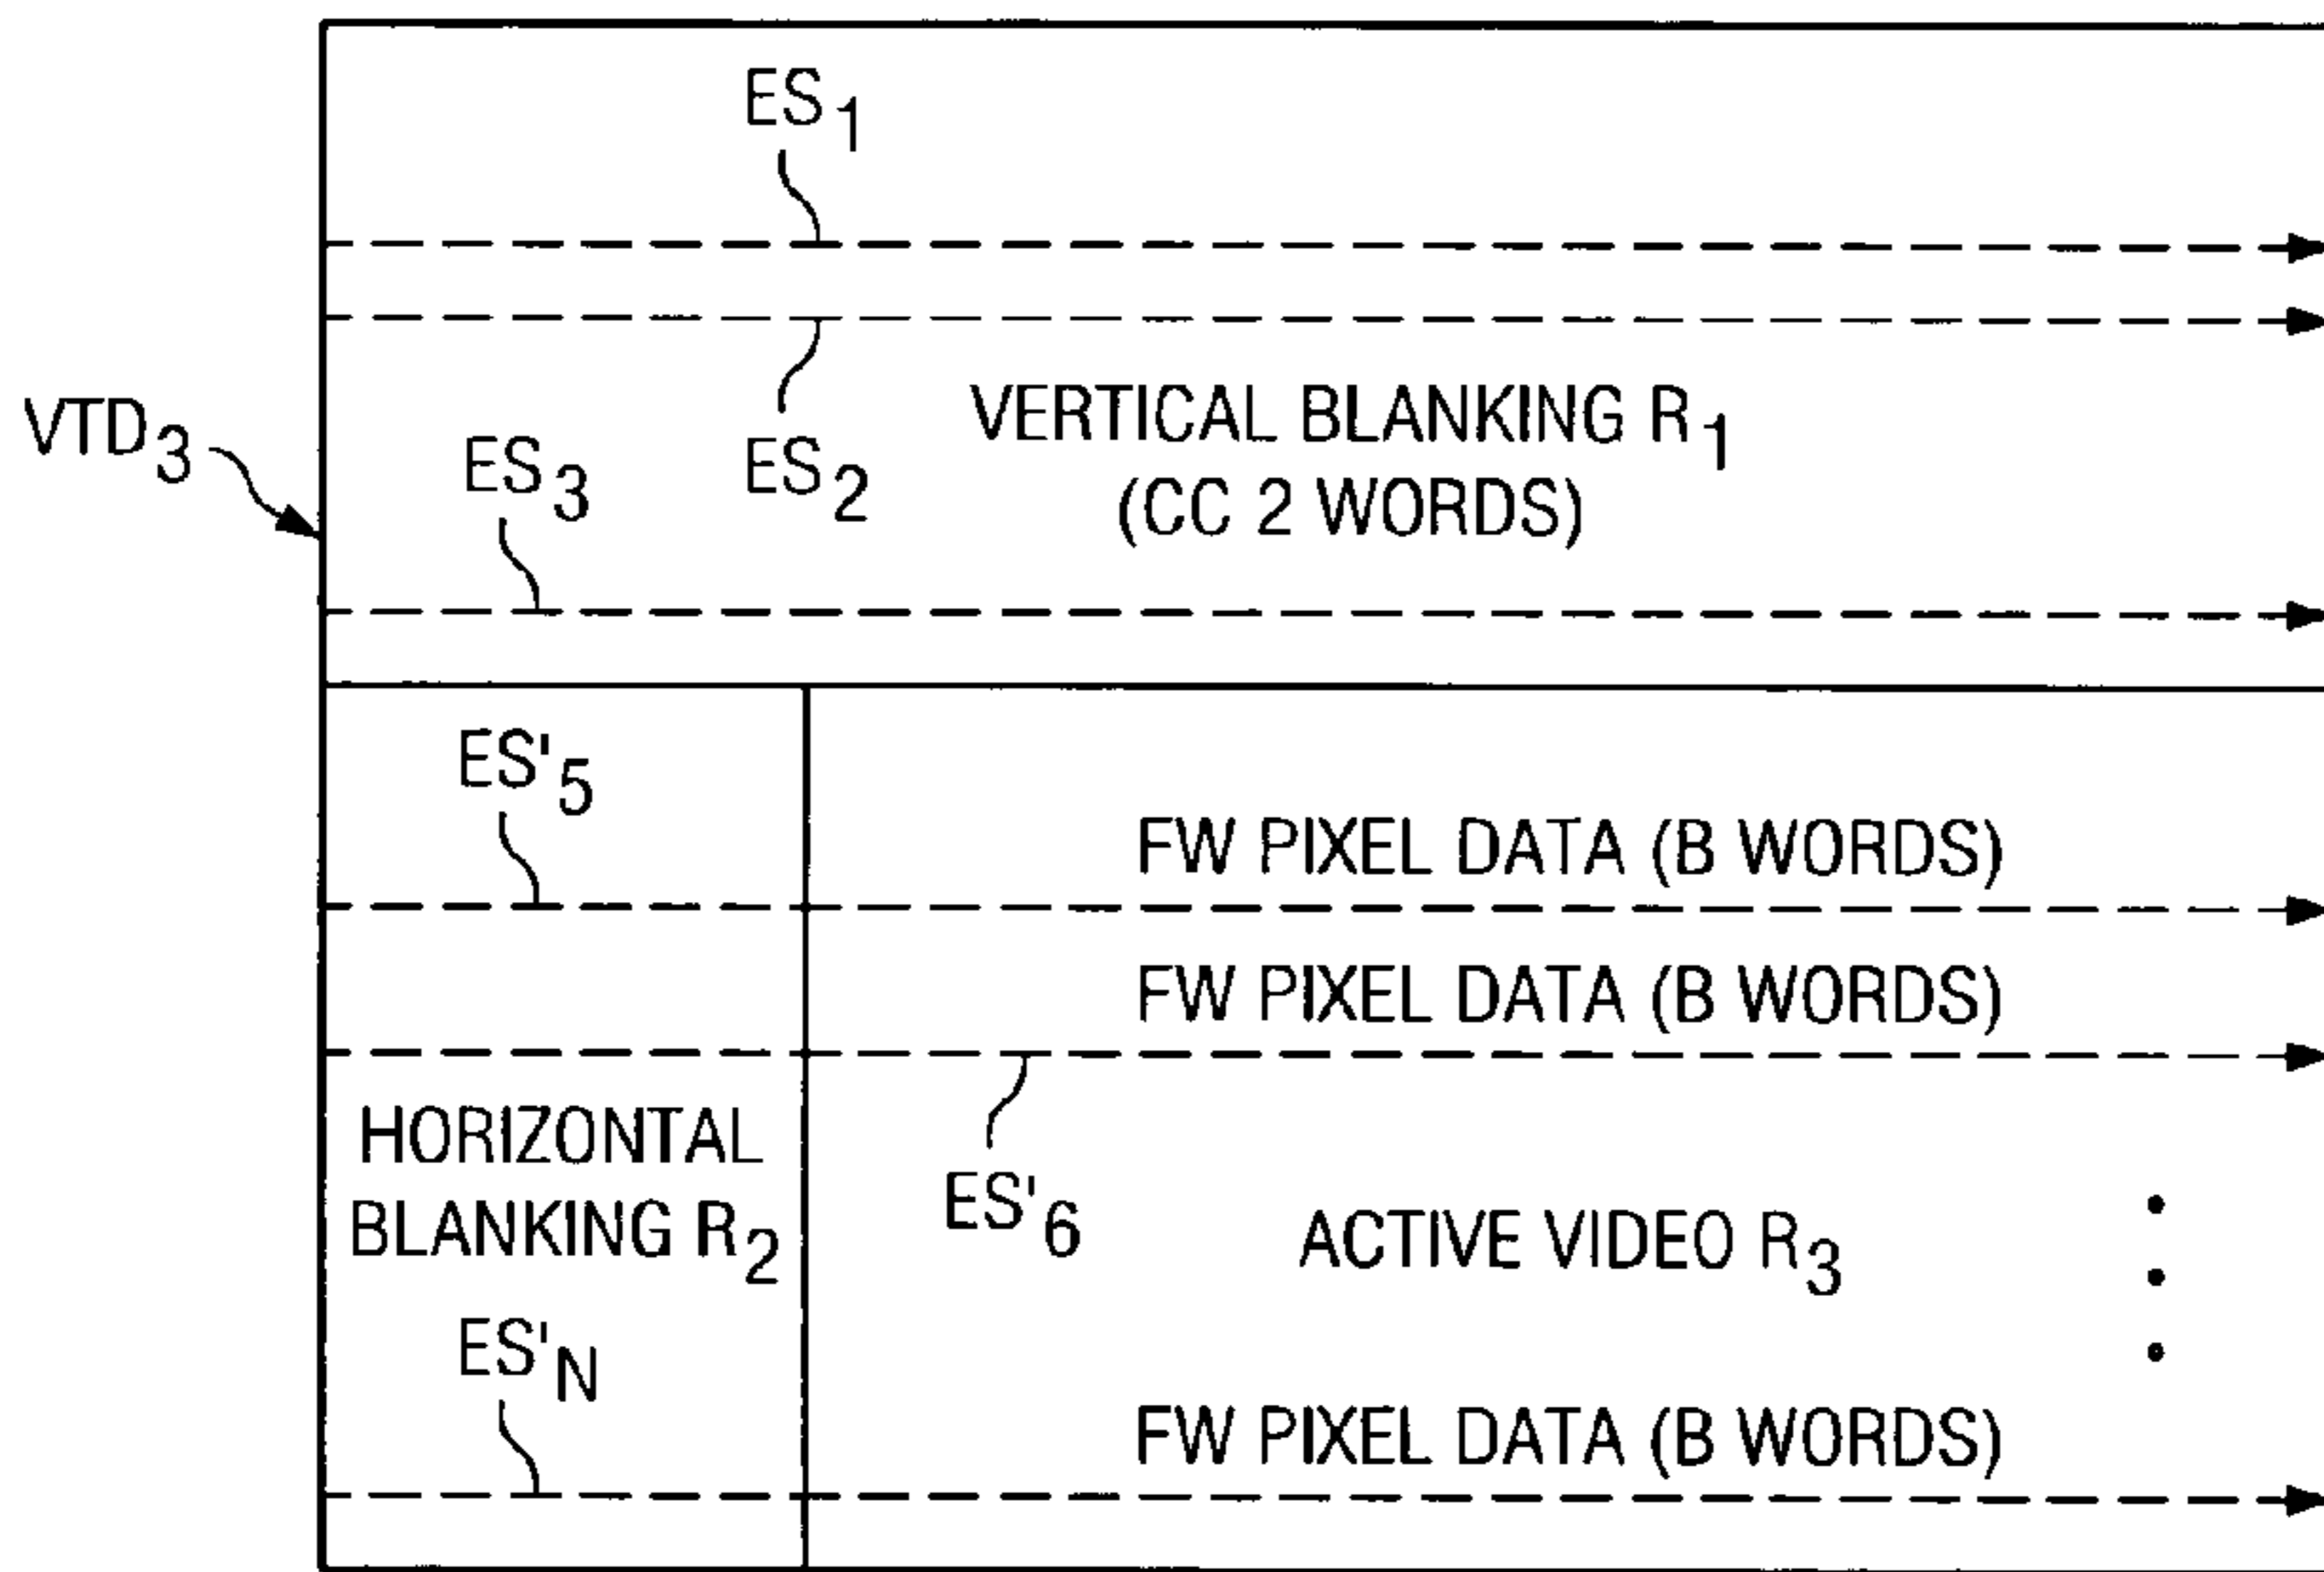 ES1
VTD3
ES3
ES2
VERTICAL BLANKING R1
(CC 2 WORDS)
ES'5
FW PIXEL DATA (B WORDS)
FW PIXEL DATA (B WORDS)
HORIZONTAL
BLANKING R2
ES'6
ACTIVE VIDEO R3
ES'N
FW PIXEL DATA (B WORDS)